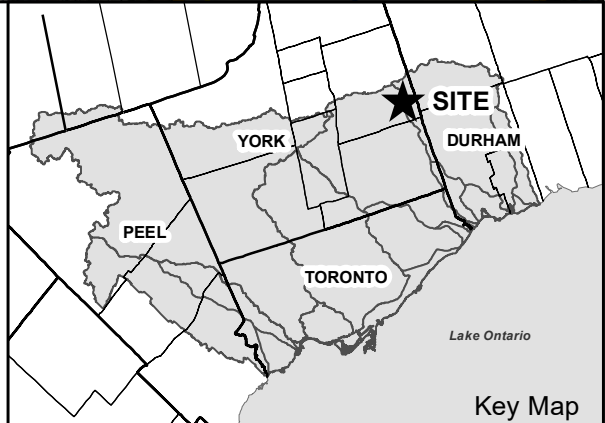 SITE
YORK
DURHAM
PEEL
TORONTO
Lake Ontario
Key Map